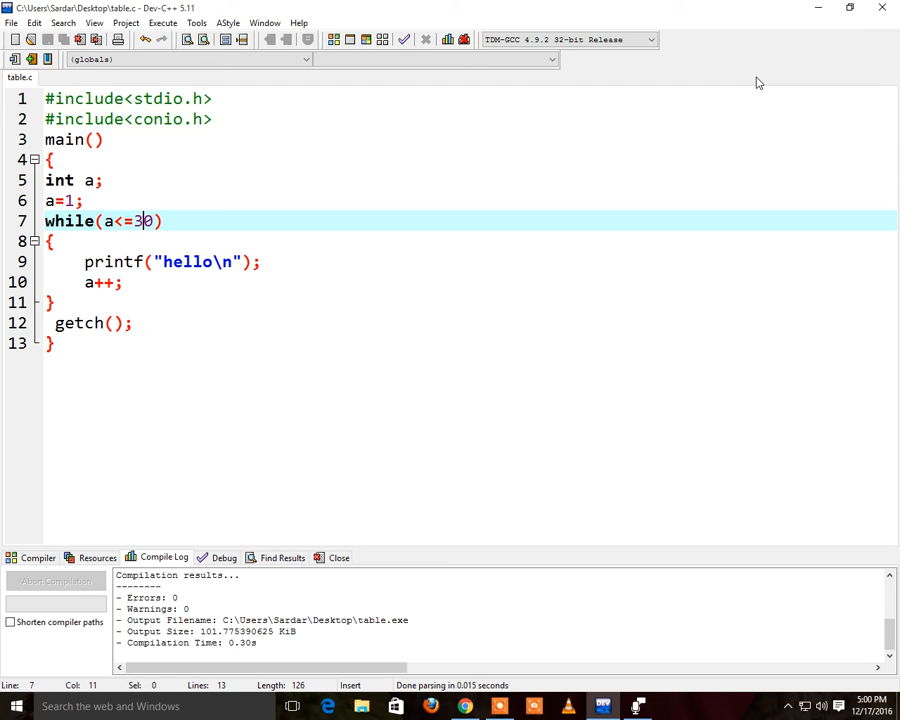 C:\Users\Sardar\Desktop\table.c - Dev-C++ 5.11
File Edit Search View Project Execute Tools AStyle Window Help
TDM-GCC 4.9.2 32-bit Release
(globals)
table.c
1 #include<stdio.h>
2 #include<conio.h>
3 main()
4 {
5 int a;
6 a=1;
7 while(a<=30)
8 {
9 printf("hello\n");
10 a++;
11 }
12 getch();
13 }
Compiler Resources Compile Log Debug Find Results Close
Abort Compilation
Shorten compiler paths
Compilation results...
--------
- Errors: 0
- Warnings: 0
- Output Filename: C:\Users\Sardar\Desktop\table.exe
- Output Size: 101.775390625 KiB
- Compilation Time: 0.30s
Line: 7 Col: 11 Sel: 0 Lines: 13 Length: 126 Insert Done parsing in 0.015 seconds
Search the web and Windows
5:00 PM
12/17/2016